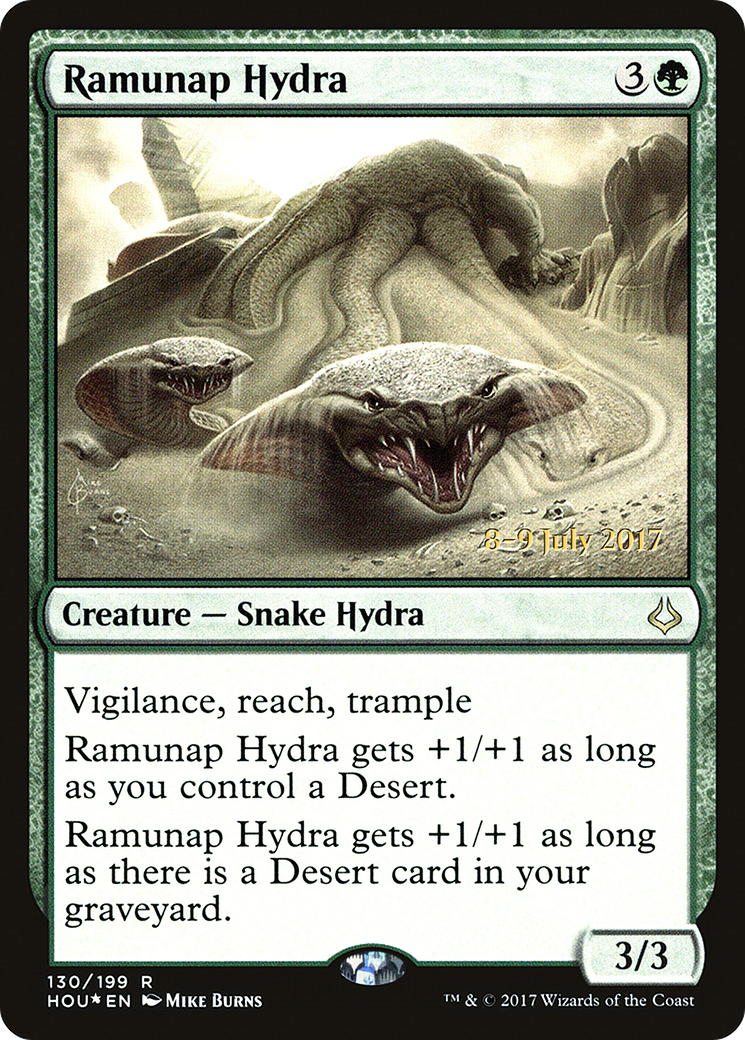 Ramunap Hydra 3
Mike
Burns
8–9 July 2017
Creature — Snake Hydra
Vigilance, reach, trample
Ramunap Hydra gets +1/+1 as long
as you control a Desert.
Ramunap Hydra gets +1/+1 as long
as there is a Desert card in your
graveyard.
3/3
130/199 R
HOU★EN Mike Burns
™ & © 2017 Wizards of the Coast